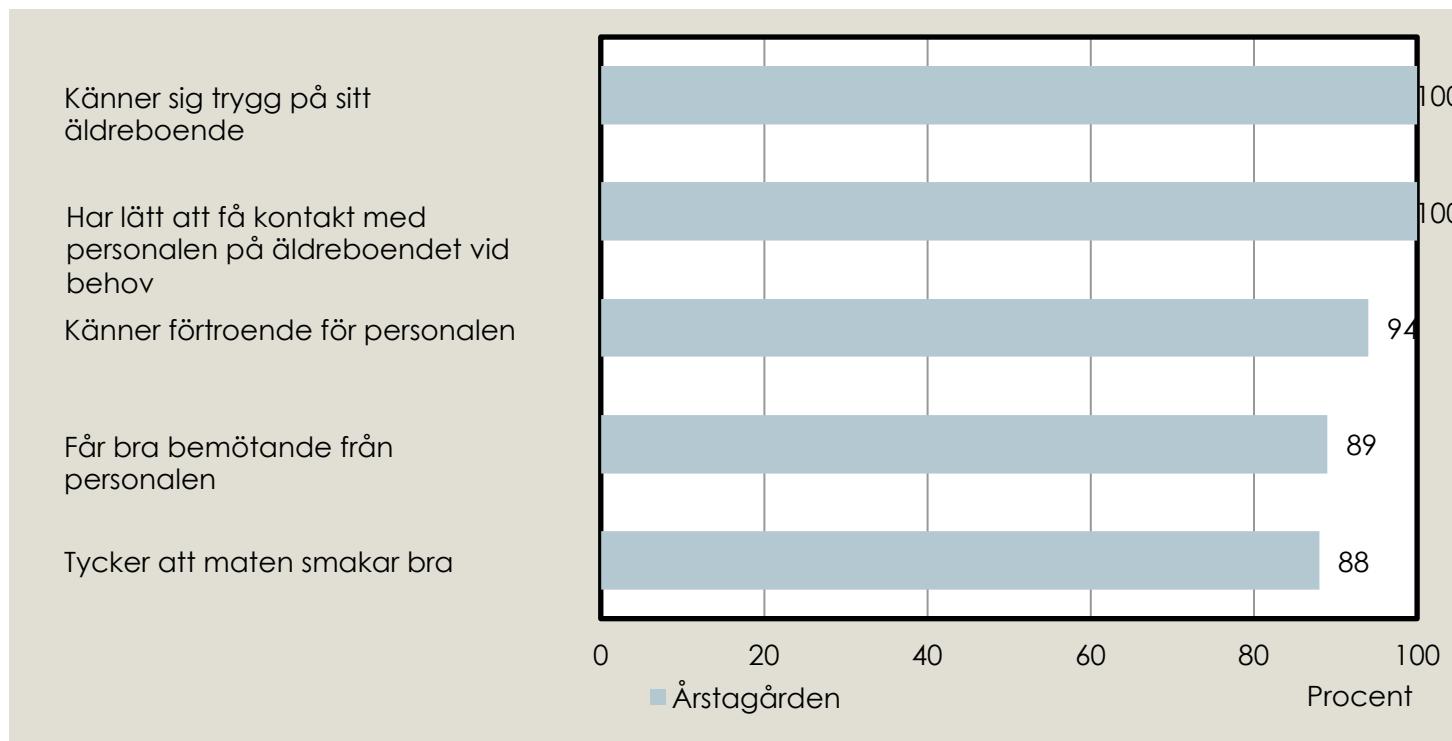 Känner sig trygg på sitt
äldreboende
100
Har lätt att få kontakt med
personalen på äldreboendet vid
behov
100
Känner förtroende för personalen
94
Får bra bemötande från
personalen
89
Tycker att maten smakar bra
88
0 20 40 60 80 100
Årstagården
Procent